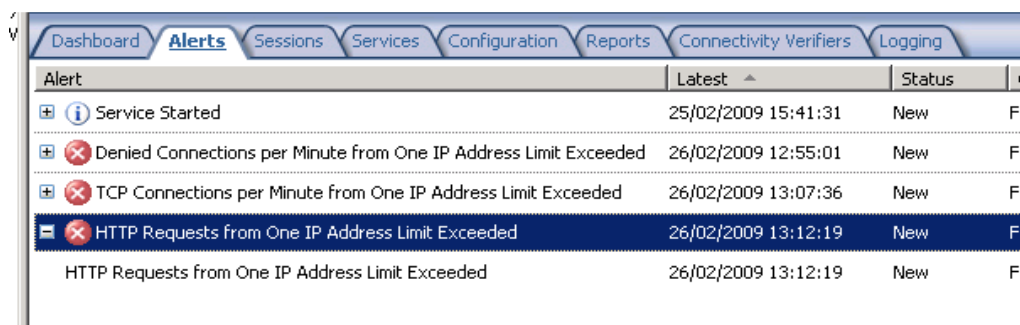 Dashboard Alerts Sessions Services Configuration Reports Connectivity Verifiers Logging
Alert Latest Status
Service Started 25/02/2009 15:41:31 New F
Denied Connections per Minute from One IP Address Limit Exceeded 26/02/2009 12:55:01 New F
TCP Connections per Minute from One IP Address Limit Exceeded 26/02/2009 13:07:36 New F
HTTP Requests from One IP Address Limit Exceeded 26/02/2009 13:12:19 New F
HTTP Requests from One IP Address Limit Exceeded 26/02/2009 13:12:19 New F